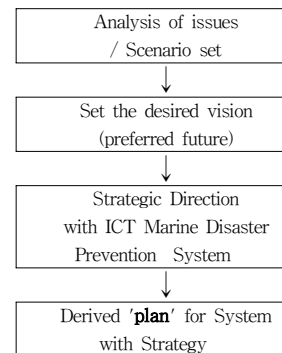 Analysis of issues
/ Scenario set
Set the desired vision
(preferred future)
Strategic Direction
with ICT Marine Disaster
Prevention System
Derived 'plan' for System
with Strategy